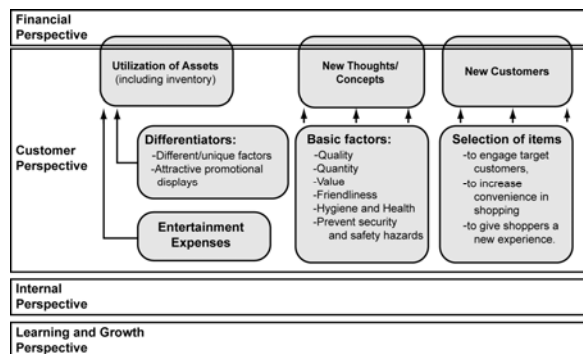 Financial
Perspective
Utilization of Assets
(including inventory)
New Thoughts/
Concepts
New Customers
Customer
Perspective
Differentiators:
-Different/unique factors
-Attractive promotional
displays
Entertainment
Expenses
Basic factors:
-Quality
-Quantity
-Value
-Friendliness
-Hygiene and Health
-Prevent security
and safety hazards
Selection of items
-to engage target
customers,
-to increase
convenience in
shopping
-to give shoppers a
new experience.
Internal
Perspective
Learning and Growth
Perspective